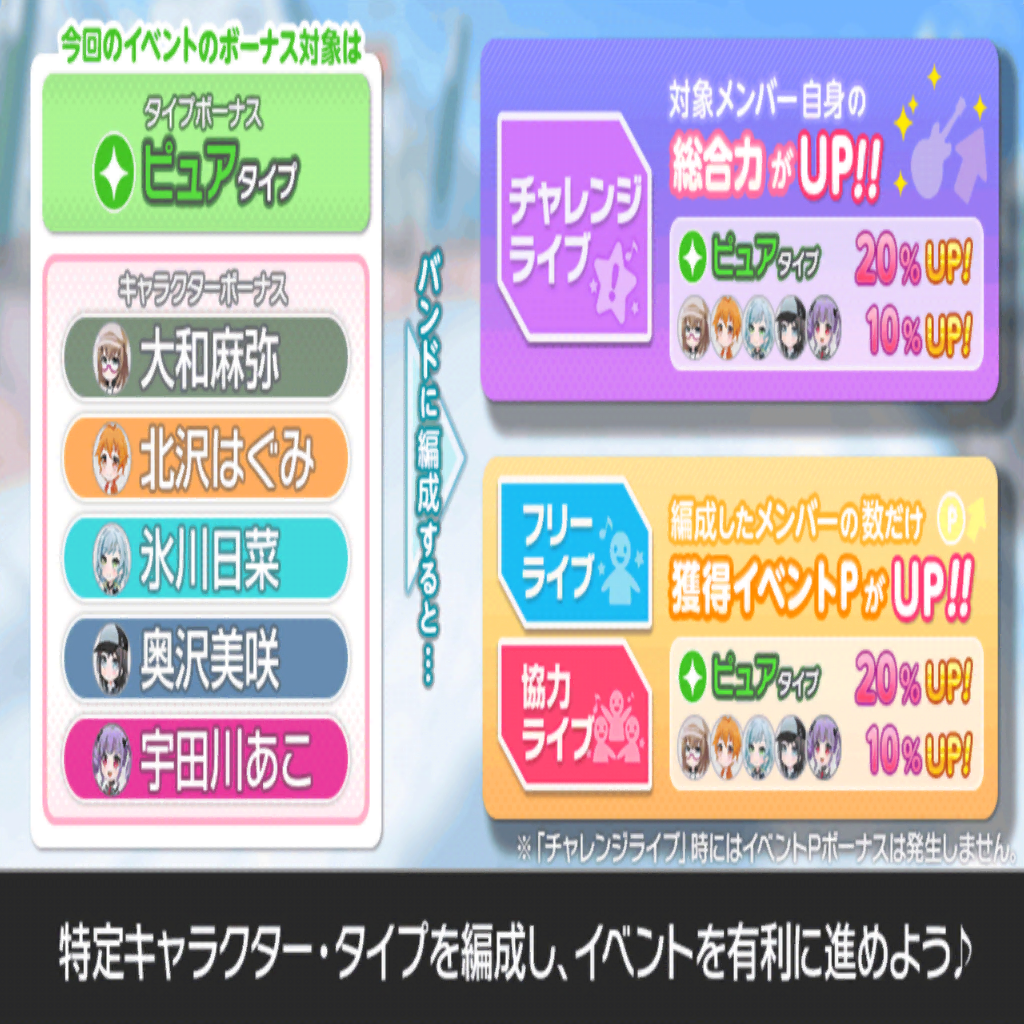 今回のイベントのボーナス対象は
タイプボーナス
ピュアタイプ
キャラクターボーナス
大和麻弥
北沢はぐみ
氷川日菜
奥沢美咲
宇田川あこ
バンドに編成すると…
チャレンジ
ライブ
対象メンバー自身の
総合力がUP!!
ピュアタイプ 20%UP!
10%UP!
フリー
ライブ
協力
ライブ
編成したメンバーの数だけ P
獲得イベントPがUP!!
ピュアタイプ 20%UP!
10%UP!
※「チャレンジライブ」時にはイベントPボーナスは発生しません。
特定キャラクター・タイプを編成し、イベントを有利に進めよう♪